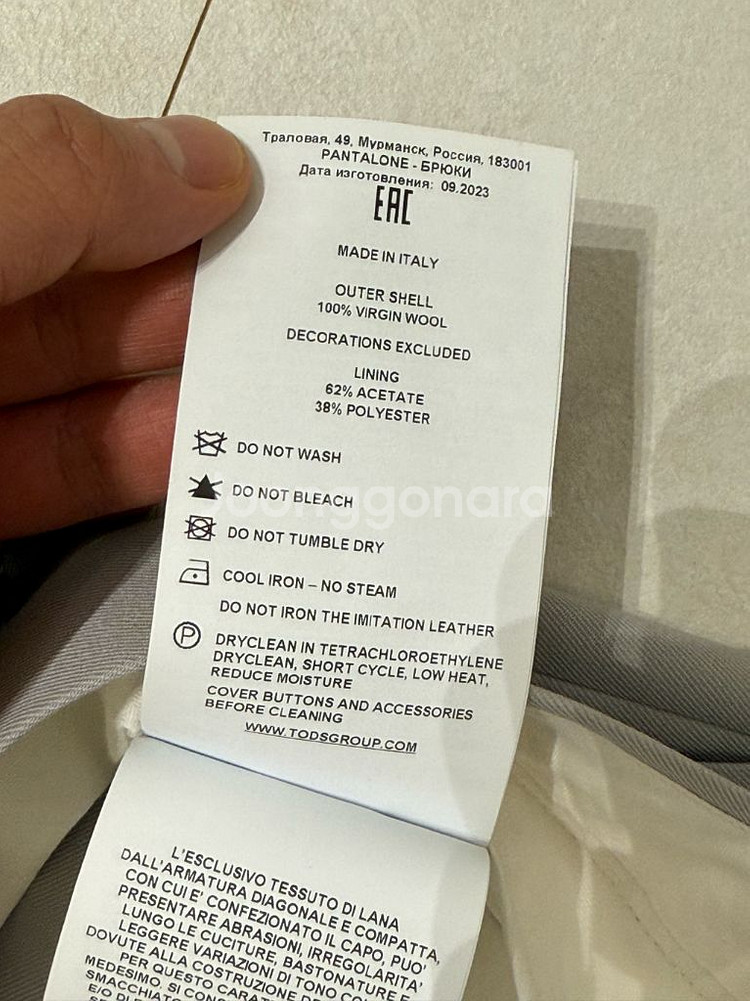 Траловая, 49, Мурманск, Россия, 183001
PANTALONE - БРЮКИ
Дата изготовления: 09.2023
EAC
MADE IN ITALY
OUTER SHELL
100% VIRGIN WOOL
DECORATIONS EXCLUDED
LINING
62% ACETATE
38% POLYESTER
DO NOT WASH
DO NOT BLEACH
joonggonara
DO NOT TUMBLE DRY
COOL IRON – NO STEAM
DO NOT IRON THE IMITATION LEATHER
P
DRYCLEAN IN TETRACHLOROETHYLENE
DRYCLEAN, SHORT CYCLE, LOW HEAT,
REDUCE MOISTURE
COVER BUTTONS AND ACCESSORIES
BEFORE CLEANING
WWW.TODSGROUP.COM
L'ESCLUSIVO TESSUTO DI LANA
DALL'ARMATURA DIAGONALE E COMPATTA,
CON CUI E' CONFEZIONATO IL CAPO, PUO'
PRESENTARE ABRASIONI, IRREGOLARITA'
LUNGO LE CUCITURE, BASTONATURE E
LEGGERE VARIAZIONI DI TONO
DOVUTE ALLA COSTRUZIONE
MEDESIMO.
PER QUESTO
SMACCHIATO
E/O DI